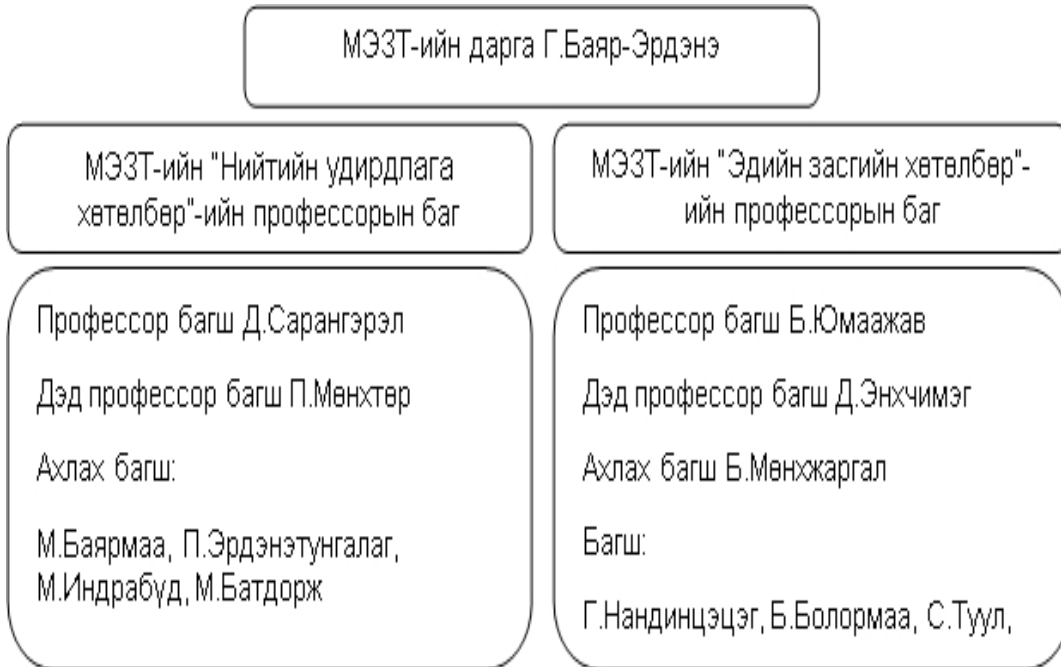 МЭЗТ-ийн дарга Г.Баяр-Эрдэнэ
МЭЗТ-ийн "Нийтийн удирдлага
хөтөлбөр"-ийн профессорын баг
МЭЗТ-ийн "Эдийн засгийн хөтөлбөр"-
ийн профессорын баг
Профессор багш Д.Сарангэрэл
Дэд профессор багш П.Мөнхтөр
Ахлах багш:
М.Баярмаа, П.Эрдэнэтунгалаг,
М.Индрабүд, М.Батдорж
Профессор багш Б.Юмаажав
Дэд профессор багш Д.Энхчимэг
Ахлах багш Б.Мөнхжаргал
Багш:
Г.Нандинцэцэг, Б.Болормаа, С.Туул,